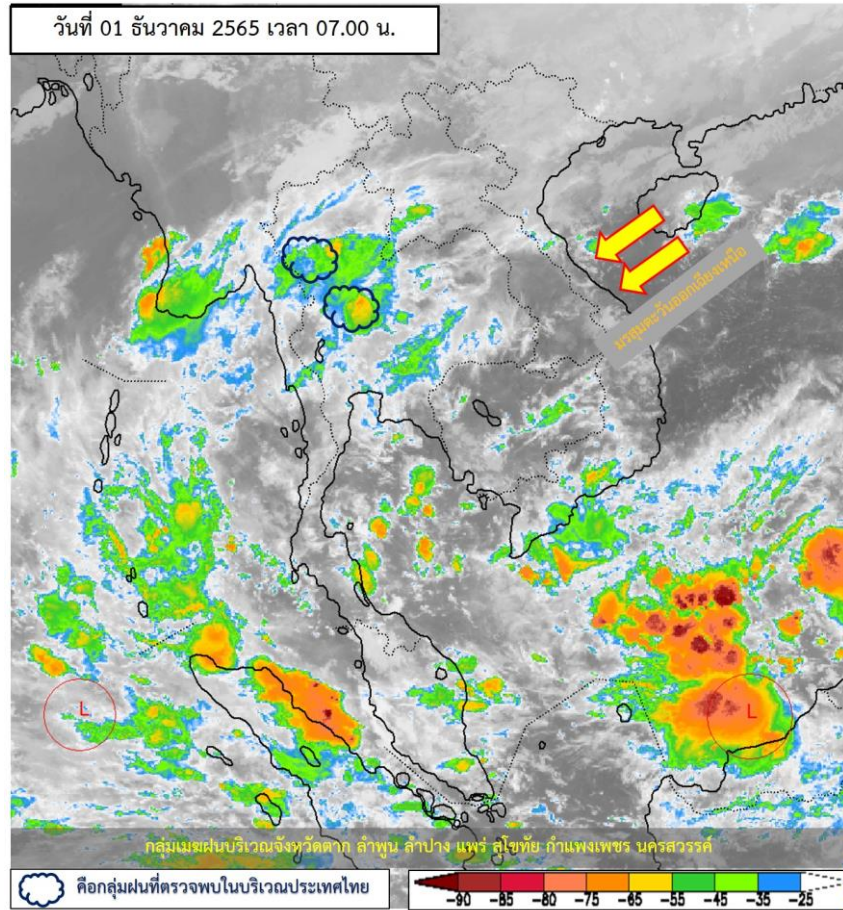 วันที่ 01 ธันวาคม 2565 เวลา 07.00 น.
มรสุมตะวันออกเฉียงเหนือ
L
L
กลุ่มเมฆฝนบริเวณจังหวัดตาก ลำพูน ลำปาง แพร่ สุโขทัย กำแพงเพชร นครสวรรค์
คือกลุ่มฝนที่ตรวจพบในบริเวณประเทศไทย
-90 -85 -80 -75 -65 -55 -45 -35 -25